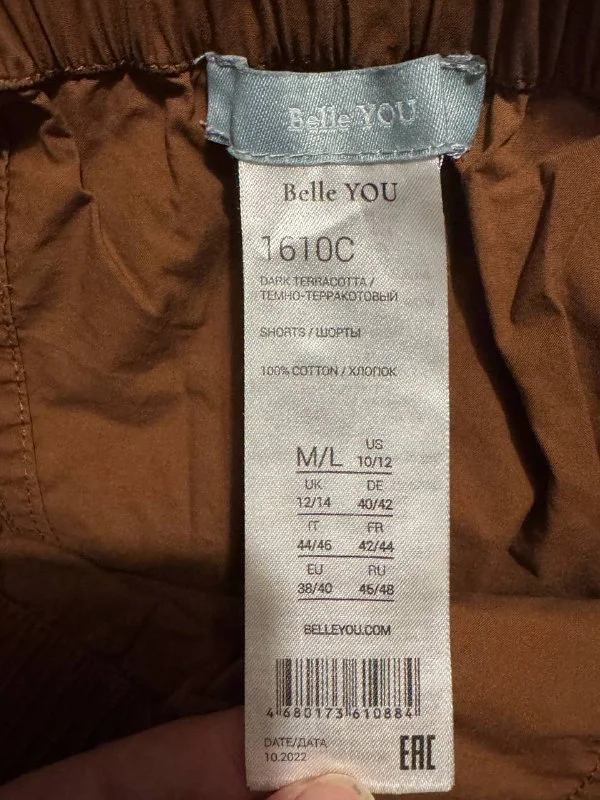 Belle YOU
Belle YOU
1610C
DARK TERRACOTTA /
ТЕМНО-ТЕРРАКОТОВЫЙ
SHORTS / ШОРТЫ
100% COTTON / ХЛОПОК
M/L US 10/12
UK DE
12/14 40/42
IT FR
44/46 42/44
EU RU
38/40 46/48
BELLEYOU.COM
4 680173 610884
DATE/ДАТА
10.2022
EAC